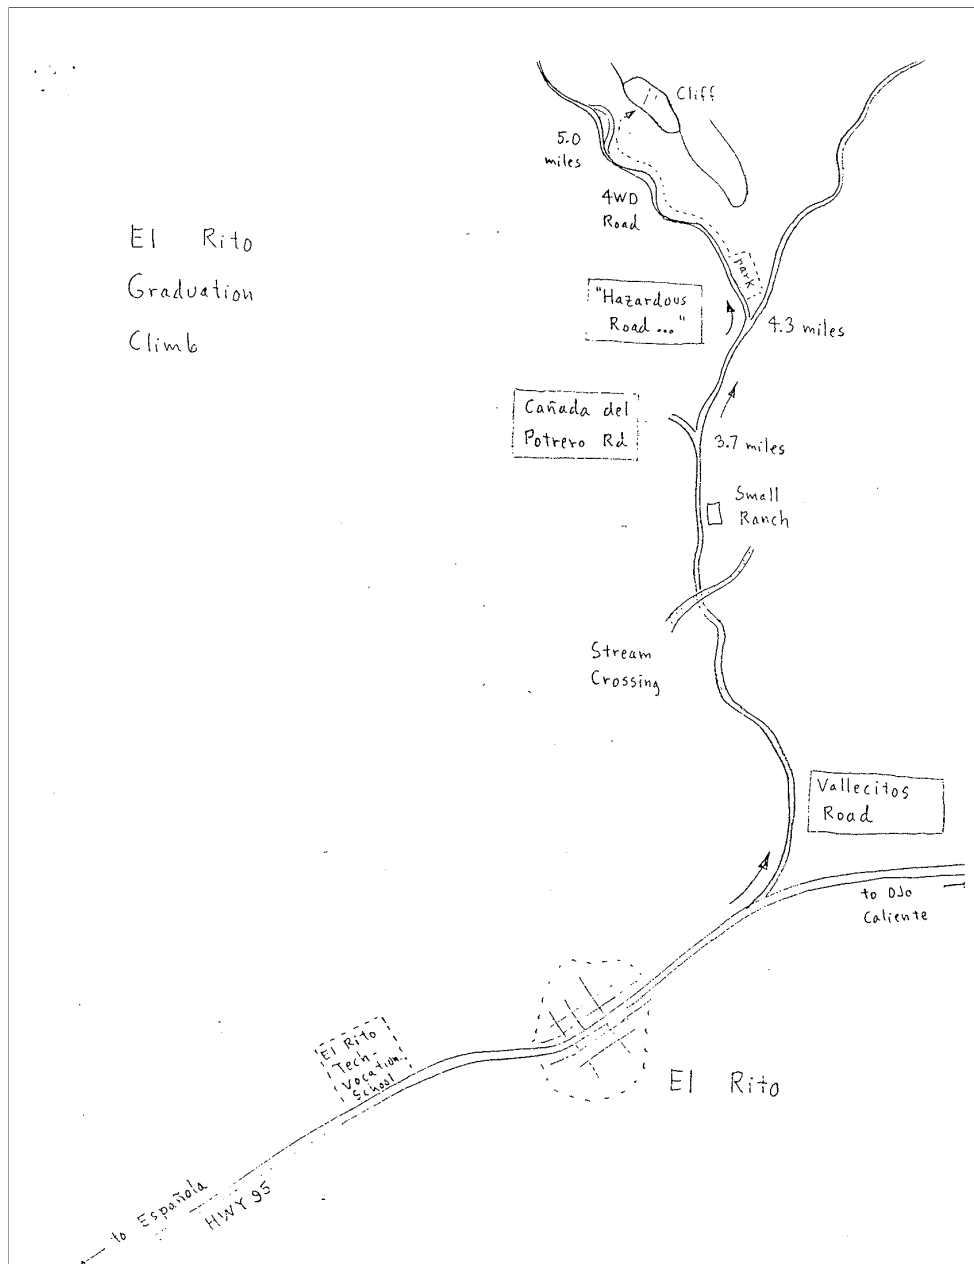 El Rito
Graduation
Climb
Cliff
5.0
miles
4WD
Road
park
"Hazardous
Road..."
4.3 miles
Cañada del
Potrero Rd
3.7 miles
Small
Ranch
Stream
Crossing
Vallecitos
Road
to OJo
Caliente
El Rito
Tech-
Vocation
School
El Rito
to Española
HWY 95